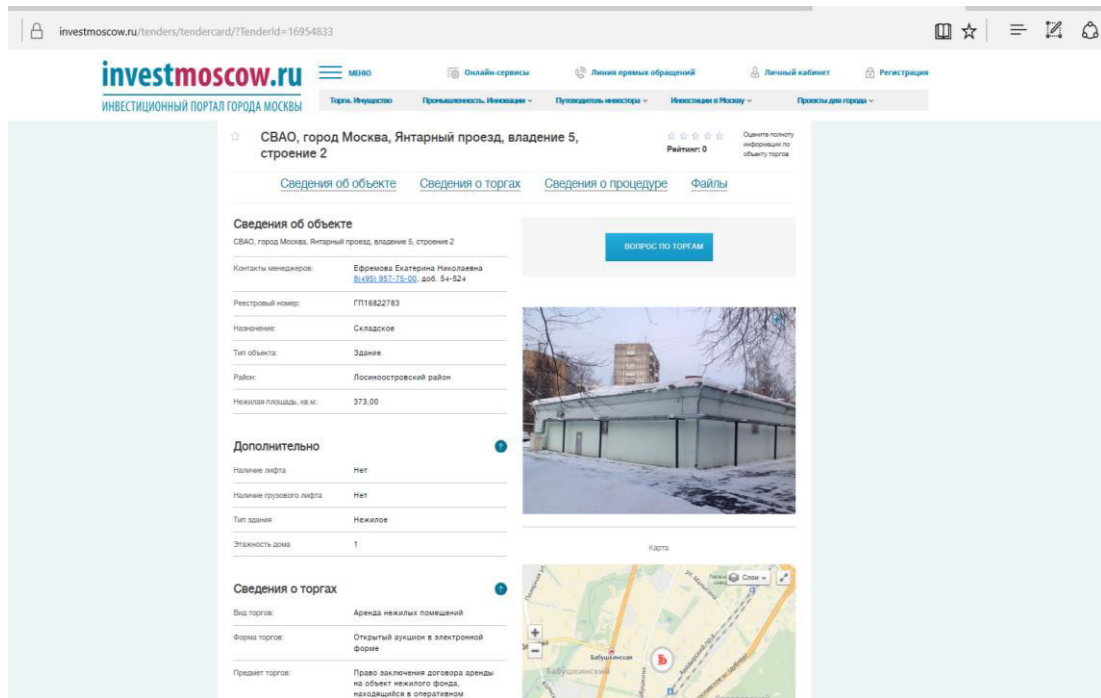 investmoscow.ru/tenders/tendercard/?TenderId=16954833
investmoscow.ru
МЕНЮ
Онлайн-сервисы
Линия прямых обращений
Личный кабинет
Регистрация
ИНВЕСТИЦИОННЫЙ ПОРТАЛ ГОРОДА МОСКВЫ
Торги. Имущество
Промышленность. Инновации
Путеводитель инвестора
Инвестиции в Москву
Проекты для города
СВАО, город Москва, Янтарный проезд, владение 5,
строение 2
Рейтинг: 0
Оцените полноту
информации по
объекту торгов
Сведения об объекте
Сведения о торгах
Сведения о процедуре
Файлы
Сведения об объекте
СВАО, город Москва, Янтарный проезд, владение 5, строение 2
ВОПРОС ПО ТОРГАМ
Контакты менеджеров:
Ефремова Екатерина Николаевна
8(495) 957-75-00, доб. 54-524
Реестровый номер:
ГП16822783
Назначение:
Складское
Тип объекта:
Здание
Район:
Лосиноостровский район
Нежилая площадь, кв.м:
373,00
Дополнительно
Наличие лифта
Нет
Наличие грузового лифта
Нет
Тип здания
Нежилое
Этажность дома
1
Карта
Слои
Сведения о торгах
Вид торгов:
Аренда нежилых помещений
Форма торгов:
Открытый аукцион в электронной
форме
Предмет торгов:
Право заключения договора аренды
на объект нежилого фонда,
находящийся в оперативном
Бабушкинская
Бабушкинский